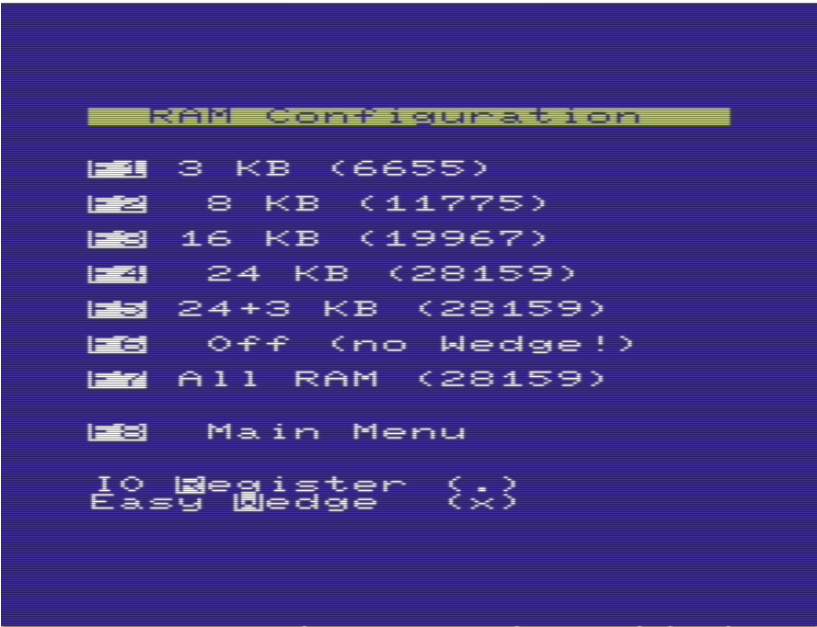 RAM Configuration
F1 3 KB (6655)
F2 8 KB (11775)
F3 16 KB (19967)
F4 24 KB (28159)
F5 24+3 KB (28159)
F6 Off (no Wedge!)
F7 All RAM (28159)
F8 Main Menu
IO Register (.)
Easy Wedge (x)